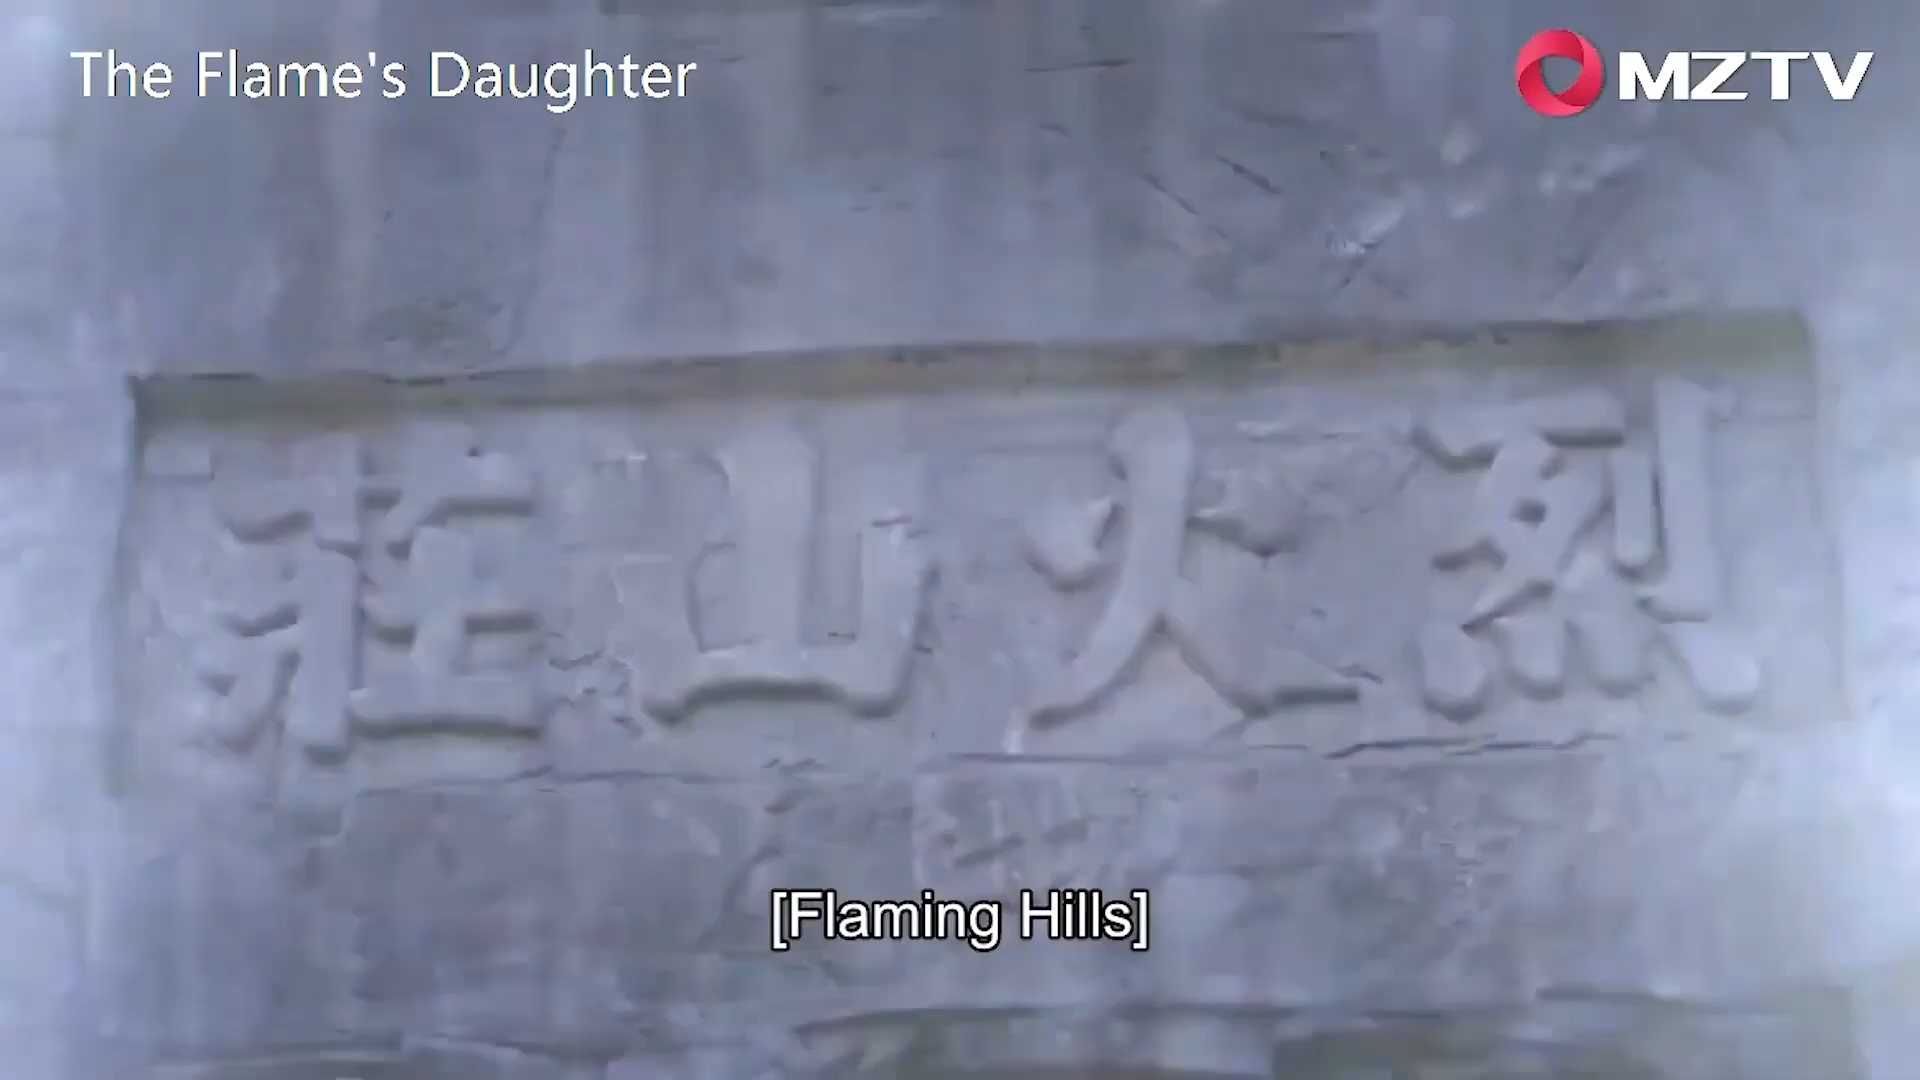 The Flame's Daughter
MZTV
烈火山莊
[Flaming Hills]